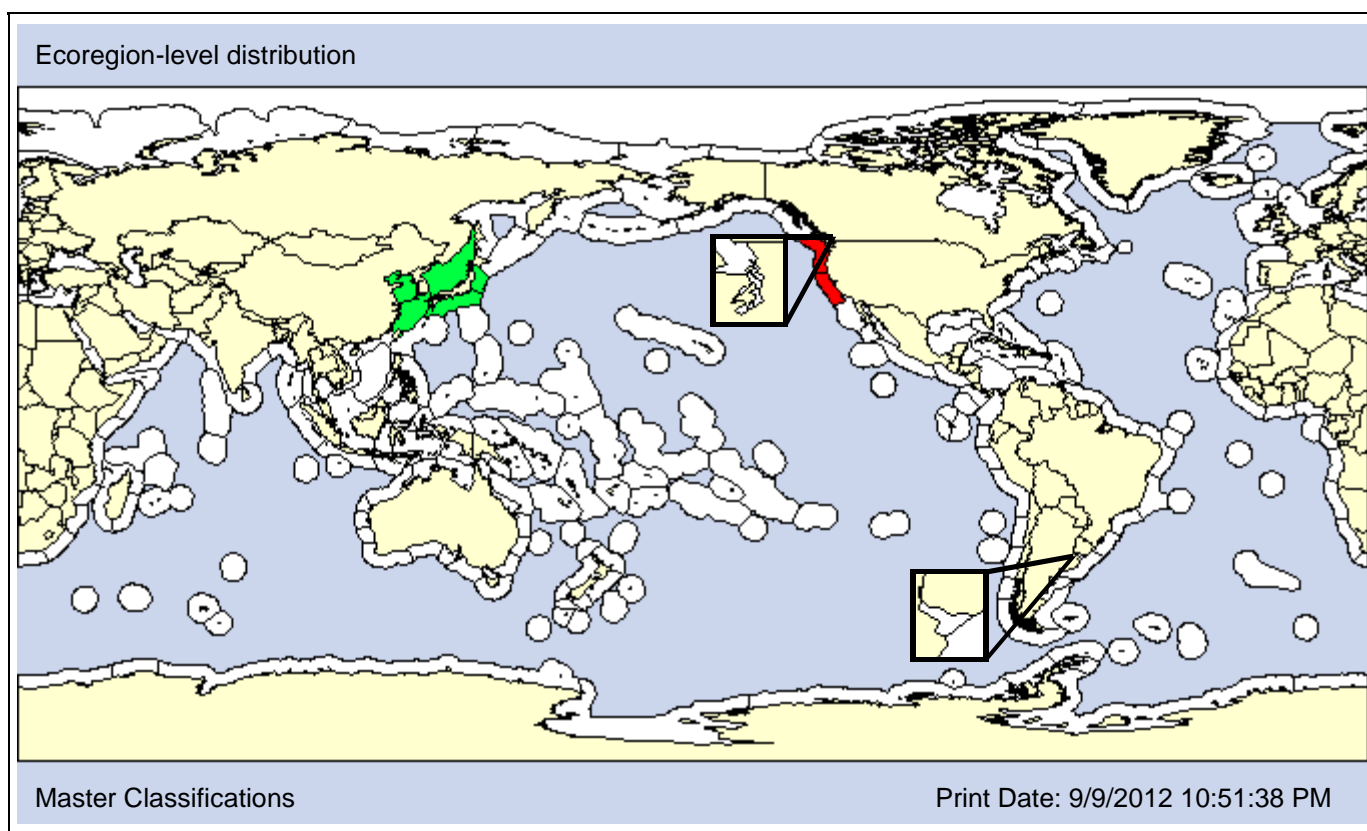 Ecoregion-level distribution
Master Classifications
Print Date: 9/9/2012 10:51:38 PM